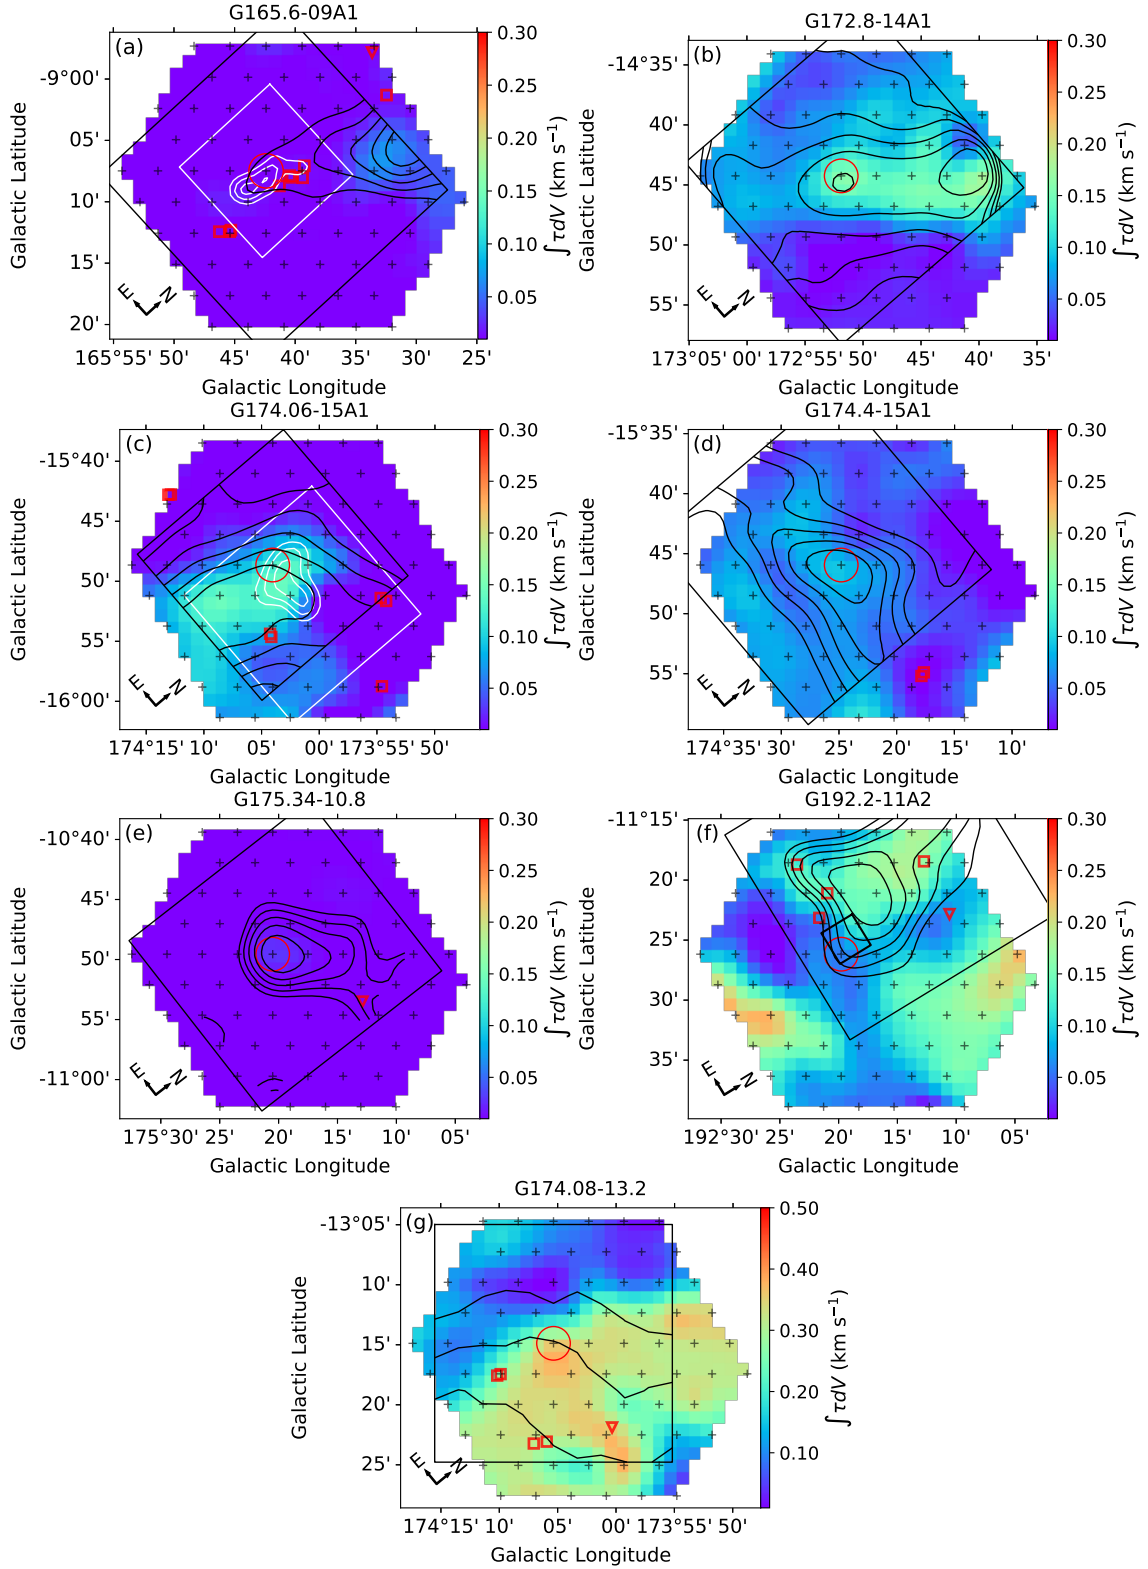 G165.6-09A1
(a)
-9°00'
05'
10'
15'
20'
Galactic Latitude
E N
165°55' 50' 45' 40' 35' 30' 25'
Galactic Longitude
0.30
0.25
0.20
0.15
0.10
0.05
∫τdV (km s⁻¹)
G172.8-14A1
(b)
-14°35'
40'
45'
50'
55'
Galactic Latitude
E N
173°05' 00' 172°55' 50' 45' 40' 35'
Galactic Longitude
0.30
0.25
0.20
0.15
0.10
0.05
∫τdV (km s⁻¹)
G174.06-15A1
(c)
-15°40'
45'
50'
55'
-16°00'
Galactic Latitude
E N
174°15' 10' 05' 00' 173°55' 50'
Galactic Longitude
0.30
0.25
0.20
0.15
0.10
0.05
∫τdV (km s⁻¹)
G174.4-15A1
(d)
-15°35'
40'
45'
50'
55'
Galactic Latitude
E N
174°35' 30' 25' 20' 15' 10'
Galactic Longitude
0.30
0.25
0.20
0.15
0.10
0.05
∫τdV (km s⁻¹)
G175.34-10.8
(e)
-10°40'
45'
50'
55'
-11°00'
Galactic Latitude
E N
175°30' 25' 20' 15' 10' 05'
Galactic Longitude
0.30
0.25
0.20
0.15
0.10
0.05
∫τdV (km s⁻¹)
G192.2-11A2
(f)
-11°15'
20'
25'
30'
35'
Galactic Latitude
E N
192°30' 25' 20' 15' 10' 05'
Galactic Longitude
0.30
0.25
0.20
0.15
0.10
0.05
∫τdV (km s⁻¹)
G174.08-13.2
(g)
-13°05'
10'
15'
20'
25'
Galactic Latitude
E N
174°15' 10' 05' 00' 173°55' 50'
Galactic Longitude
0.50
0.40
0.30
0.20
0.10
∫τdV (km s⁻¹)